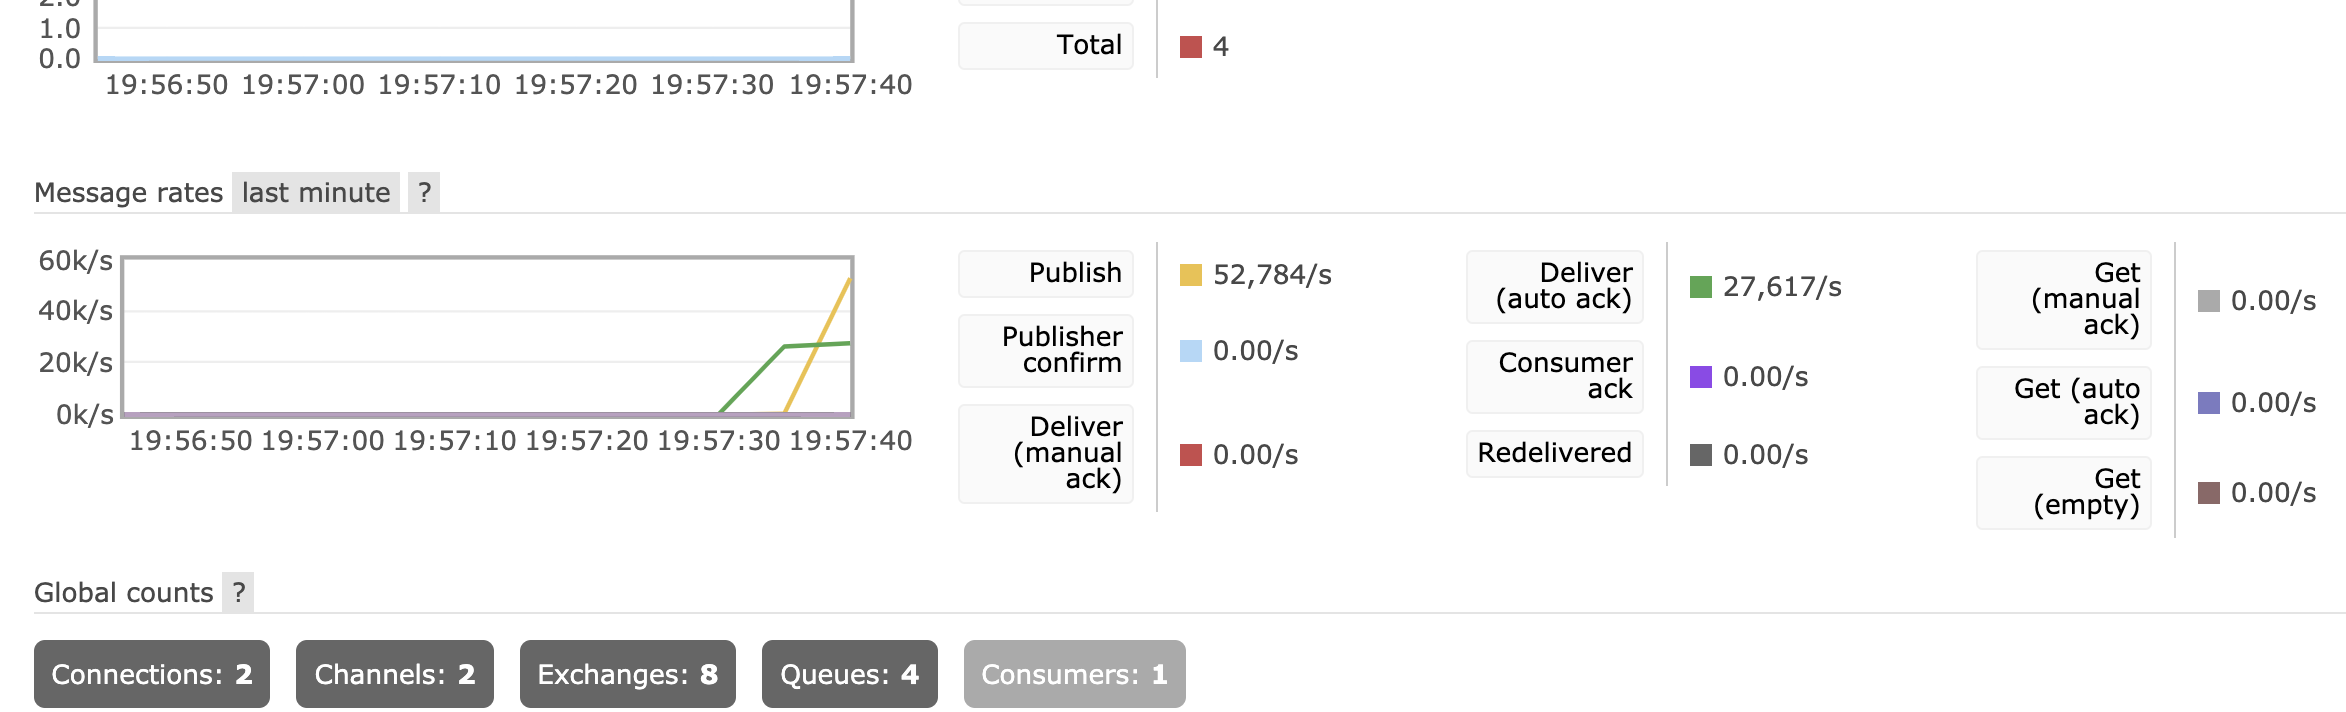 2.0
1.0
0.0
19:56:50 19:57:00 19:57:10 19:57:20 19:57:30 19:57:40
Total 4
Message rates last minute ?
60k/s
40k/s
20k/s
0k/s
19:56:50 19:57:00 19:57:10 19:57:20 19:57:30 19:57:40
Publish 52,784/s
Publisher
confirm 0.00/s
Deliver
(manual
ack) 0.00/s
Deliver
(auto ack) 27,617/s
Consumer
ack 0.00/s
Redelivered 0.00/s
Get
(manual
ack) 0.00/s
Get (auto
ack) 0.00/s
Get
(empty) 0.00/s
Global counts ?
Connections: 2 Channels: 2 Exchanges: 8 Queues: 4 Consumers: 1